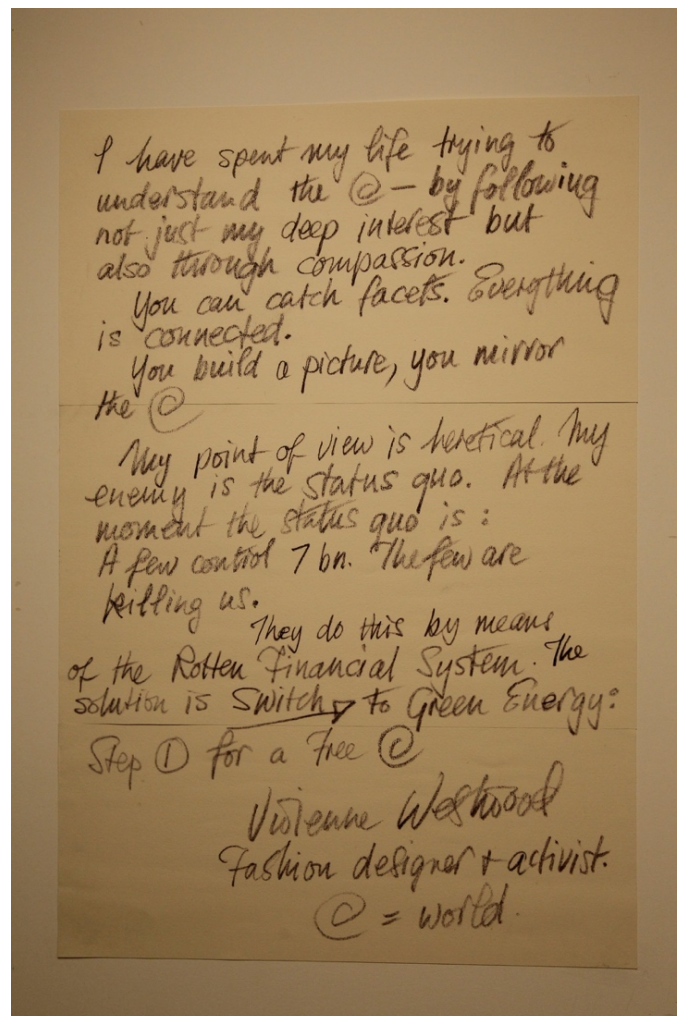 I have spent my life trying to
understand the @ – by following
not just my deep interest but
also through compassion.
You can catch facets. Everything
is connected.
You build a picture, you mirror
the @
My point of view is heretical. My
enemy is the status quo. At the
moment the status quo is :
A few control 7 bn. The few are
killing us.
They do this by means
of the Rotten Financial System. The
solution is Switch to Green Energy:
Step ① for a Free @
Vivienne Westwood
Fashion designer + activist.
@ = world.